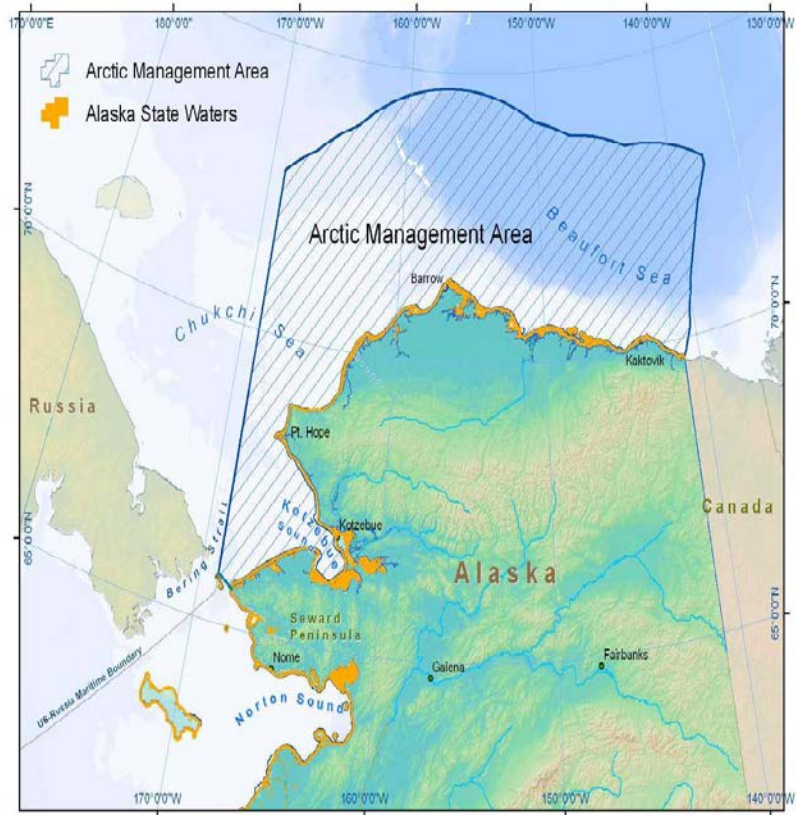 170°0'0"E
180°0'0"
170°0'0"W
160°0'0"W
150°0'0"W
140°0'0"W
130°0'0"W
Arctic Management Area
Alaska State Waters
70°0'0"N
Arctic Management Area
Beaufort Sea
Barrow
Chukchi Sea
70°0'0"N
Kaktovik
Russia
Pt. Hope
Canada
Kotzebue
Sound
Kotzebue
65°0'0"N
Bering Strait
Alaska
Seward
Peninsula
65°0'0"N
US-Russia Maritime Boundary
Nome
Galena
Fairbanks
Norton Sound
170°0'0"W
160°0'0"W
150°0'0"W
140°0'0"W